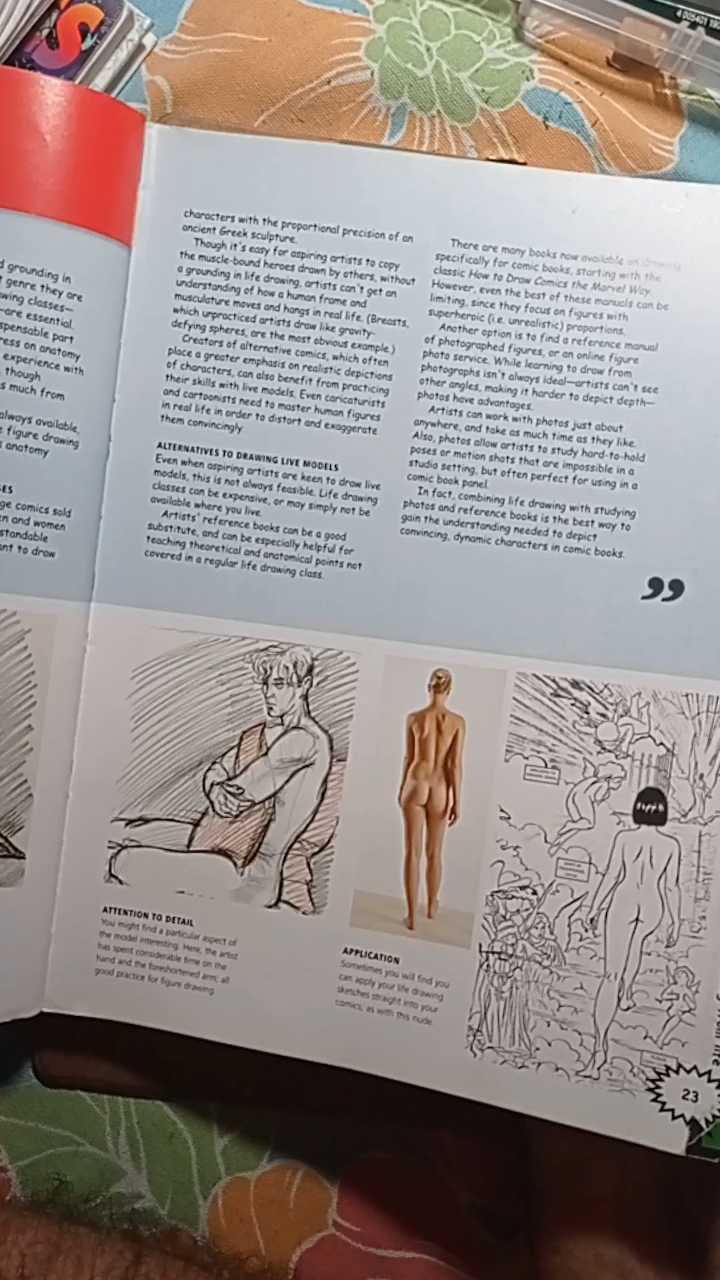 4 005401 195
S
d grounding in
genre they are
wing classes—
are essential.
spensable part
ress on anatomy
experience with
though
s much from
always available,
figure drawing
anatomy
ES
ge comics sold
en and women
standable
ant to draw
characters with the proportional precision of an
ancient Greek sculpture.
Though it's easy for aspiring artists to copy
the muscle-bound heroes drawn by others, without
a grounding in life drawing, artists can't get an
understanding of how a human frame and
musculature moves and hangs in real life. (Breasts,
which unpracticed artists draw like gravity-
defying spheres, are the most obvious example.)
Creators of alternative comics, which often
place a greater emphasis on realistic depictions
of characters, can also benefit from practicing
their skills with live models. Even caricaturists
and cartoonists need to master human figures
in real life in order to distort and exaggerate
them convincingly.
ALTERNATIVES TO DRAWING LIVE MODELS
Even when aspiring artists are keen to draw live
models, this is not always feasible. Life drawing
classes can be expensive, or may simply not be
available where you live.
Artists' reference books can be a good
substitute, and can be especially helpful for
teaching theoretical and anatomical points not
covered in a regular life drawing class.
There are many books now available on drawing
specifically for comic books, starting with the
classic How to Draw Comics the Marvel Way.
However, even the best of these manuals can be
limiting, since they focus on figures with
superheroic (i.e. unrealistic) proportions.
Another option is to find a reference manual
of photographed figures, or an online figure
photo service. While learning to draw from
photographs isn't always ideal—artists can't see
other angles, making it harder to depict depth—
photos have advantages.
Artists can work with photos just about
anywhere, and take as much time as they like.
Also, photos allow artists to study hard-to-hold
poses or motion shots that are impossible in a
studio setting, but often perfect for using in a
comic book panel.
In fact, combining life drawing with studying
photos and reference books is the best way to
gain the understanding needed to depict
convincing, dynamic characters in comic books.
”
ATTENTION TO DETAIL
You might find a particular aspect of
the model interesting. Here, the artist
has spent considerable time on the
hand and the foreshortened arm; all
good practice for figure drawing.
APPLICATION
Sometimes you will find you
can apply your life drawing
sketches straight into your
comics, as with this nude.
23